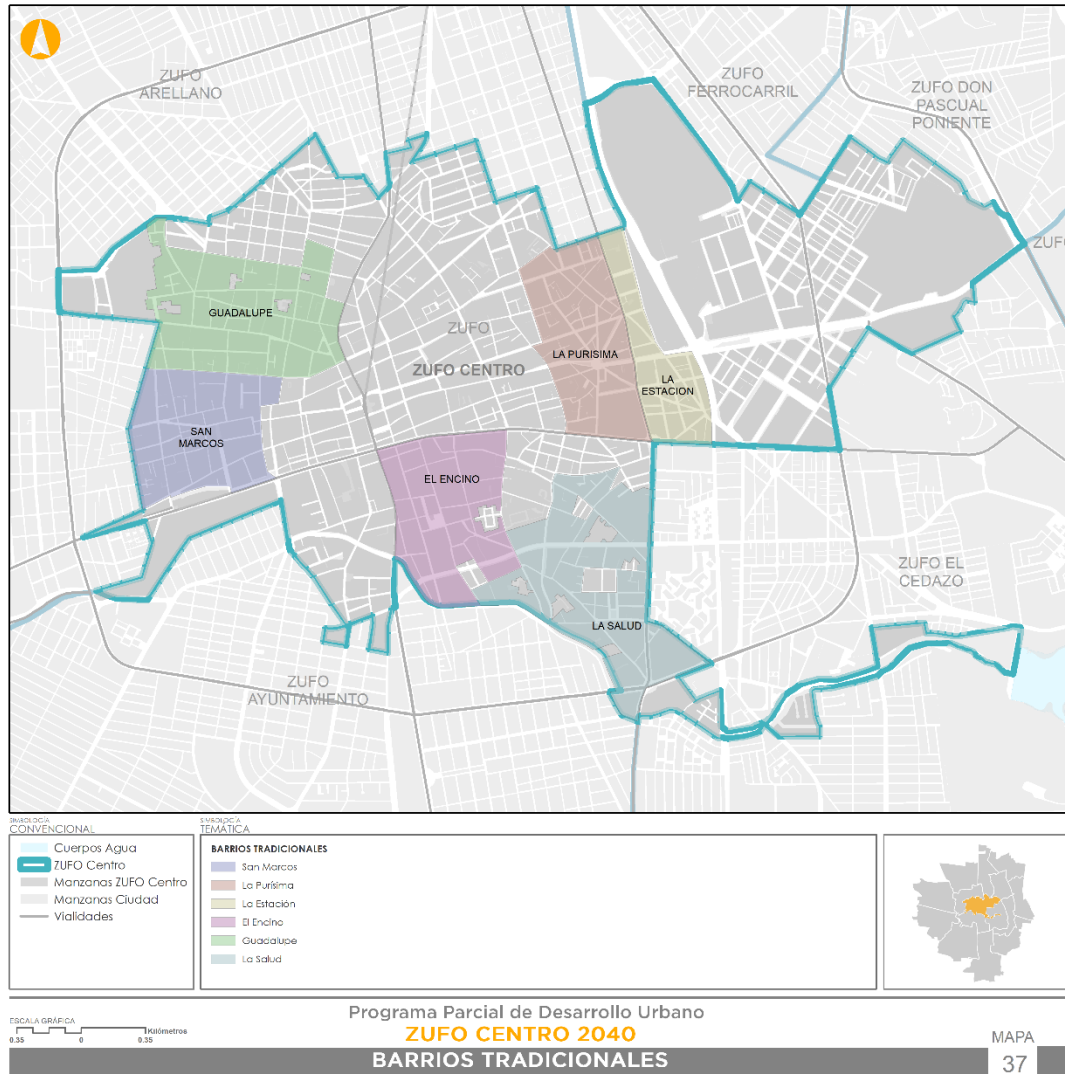 ZUFO
ARELLANO
ZUFO
FERROCARRIL
ZUFO DON
PASCUAL
PONIENTE
ZUFO
GUADALUPE
ZUFO
ZUFO CENTRO
LA PURISIMA
LA
ESTACION
SAN
MARCOS
EL ENCINO
ZUFO EL
CEDAZO
LA SALUD
ZUFO
AYUNTAMIENTO
SIMBOLOGÍA
CONVENCIONAL
Cuerpos Agua
ZUFO Centro
Manzanas ZUFO Centro
Manzanas Ciudad
Vialidades
SIMBOLOGÍA
TEMÁTICA
BARRIOS TRADICIONALES
San Marcos
La Purísima
La Estación
El Encino
Guadalupe
La Salud
ESCALA GRÁFICA
Kilómetros
0.35 0 0.35
Programa Parcial de Desarrollo Urbano
ZUFO CENTRO 2040
BARRIOS TRADICIONALES
MAPA
37